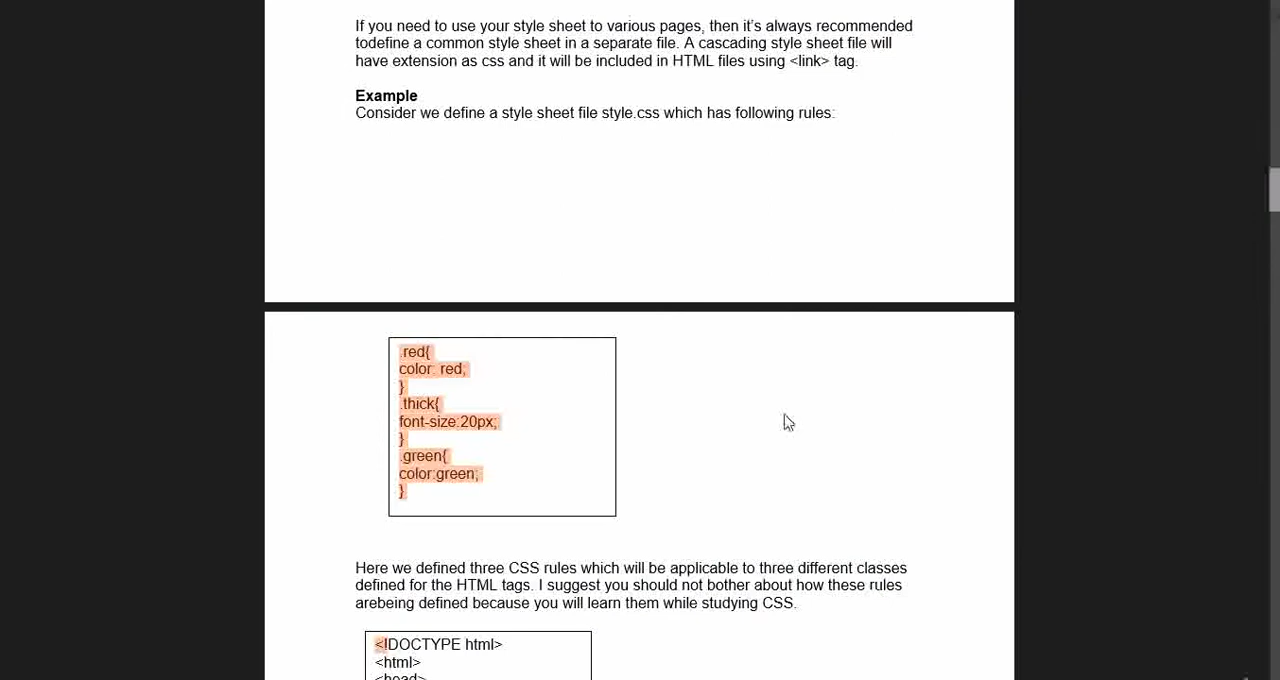 If you need to use your style sheet to various pages, then it's always recommended
todefine a common style sheet in a separate file. A cascading style sheet file will
have extension as css and it will be included in HTML files using <link> tag.
Example
Consider we define a style sheet file style.css which has following rules:
.red{
color: red;
}
.thick{
font-size:20px;
}
.green{
color:green;
}
Here we defined three CSS rules which will be applicable to three different classes
defined for the HTML tags. I suggest you should not bother about how these rules
arebeing defined because you will learn them while studying CSS.
<!DOCTYPE html>
<html>
<head>